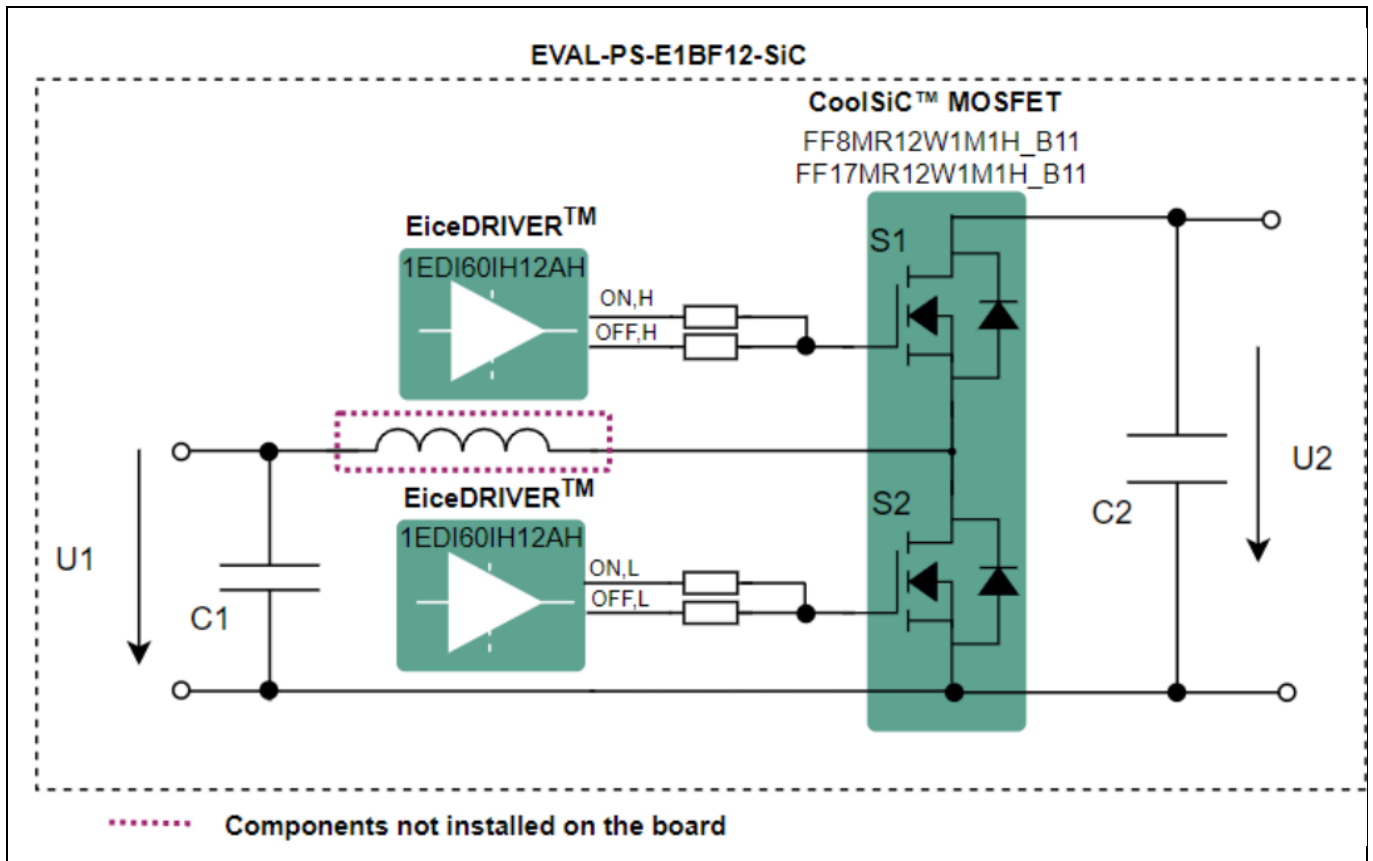 EVAL-PS-E1BF12-SiC
CoolSiC™ MOSFET
FF8MR12W1M1H_B11
FF17MR12W1M1H_B11
EiceDRIVER™
1EDI60IH12AH
ON,H
OFF,H
S1
EiceDRIVER™
1EDI60IH12AH
ON,L
OFF,L
S2
U1
C1
C2
U2
Components not installed on the board